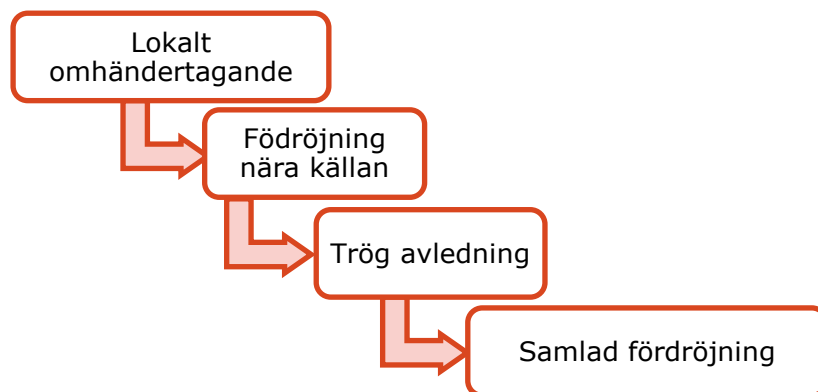 Lokalt
omhändertagande
Födröjning
nära källan
Trög avledning
Samlad fördröjning